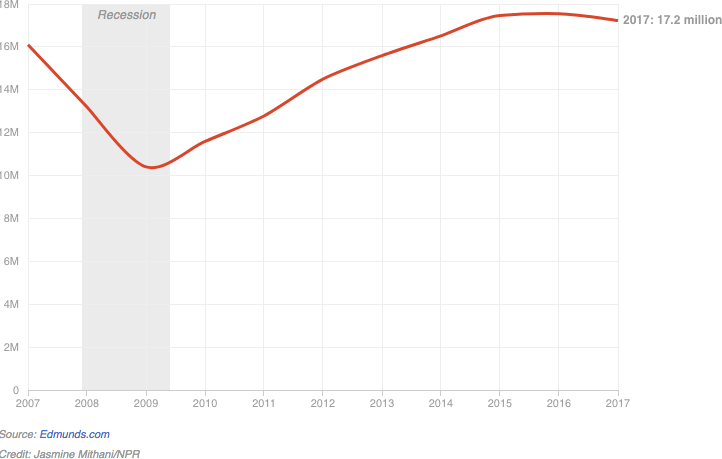 18M
Recession
2017: 17.2 million
16M
14M
12M
10M
8M
6M
4M
2M
0
2007 2008 2009 2010 2011 2012 2013 2014 2015 2016 2017
Source: Edmunds.com
Credit: Jasmine Mithani/NPR